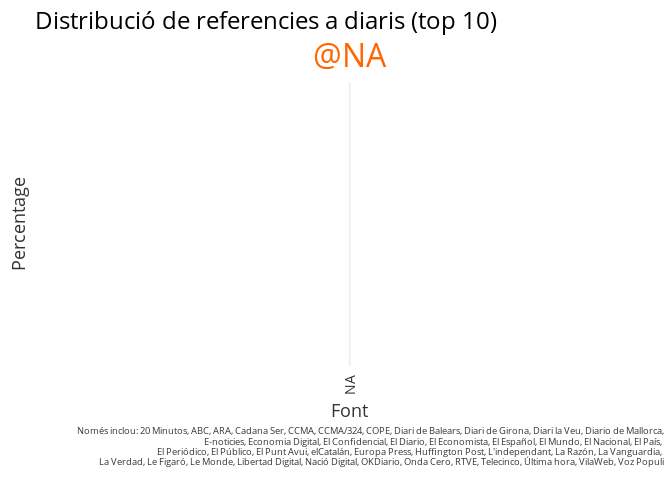 Distribució de referencies a diaris (top 10)
@NA
Percentage
NA
Font
Només inclou: 20 Minutos, ABC, ARA, Cadana Ser, CCMA, CCMA/324, COPE, Diari de Balears, Diari de Girona, Diari la Veu, Diario de Mallorca,
E-noticies, Economia Digital, El Confidencial, El Diario, El Economista, El Español, El Mundo, El Nacional, El País,
El Periódico, El Público, El Punt Avui, elCatalán, Europa Press, Huffington Post, L'independant, La Razón, La Vanguardia,
La Verdad, Le Figaró, Le Monde, Libertad Digital, Nació Digital, OKDiario, Onda Cero, RTVE, Telecinco, Última hora, VilaWeb, Voz Populi